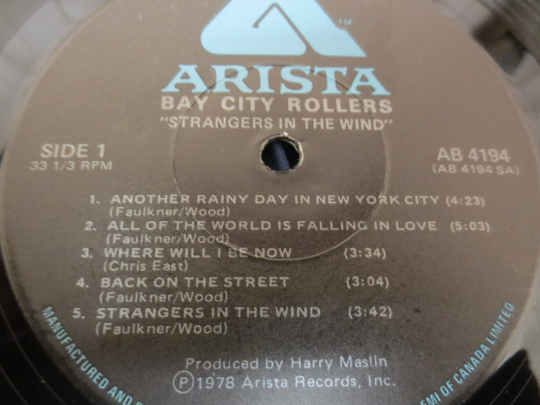 TM
ARISTA
BAY CITY ROLLERS
"STRANGERS IN THE WIND"
SIDE 1
33 1/3 RPM
AB 4194
(AB 4194 SA)
1. ANOTHER RAINY DAY IN NEW YORK CITY (4:23)
(Faulkner/Wood)
2. ALL OF THE WORLD IS FALLING IN LOVE (5:03)
(Faulkner/Wood)
3. WHERE WILL I BE NOW (3:34)
(Chris East)
4. BACK ON THE STREET (3:04)
(Faulkner/Wood)
5. STRANGERS IN THE WIND (3:42)
(Faulkner/Wood)
Produced by Harry Maslin
Ⓟ1978 Arista Records, Inc.
MANUFACTURED AND
EMI OF CANADA LIMITED